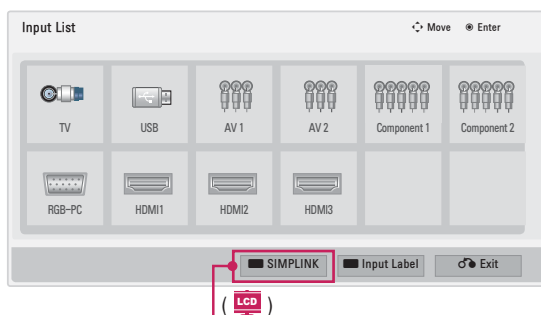 Input List
Move Enter
TV USB AV 1 AV 2 Component 1 Component 2
RGB-PC HDMI1 HDMI2 HDMI3
SIMPLINK Input Label Exit
( LCD )